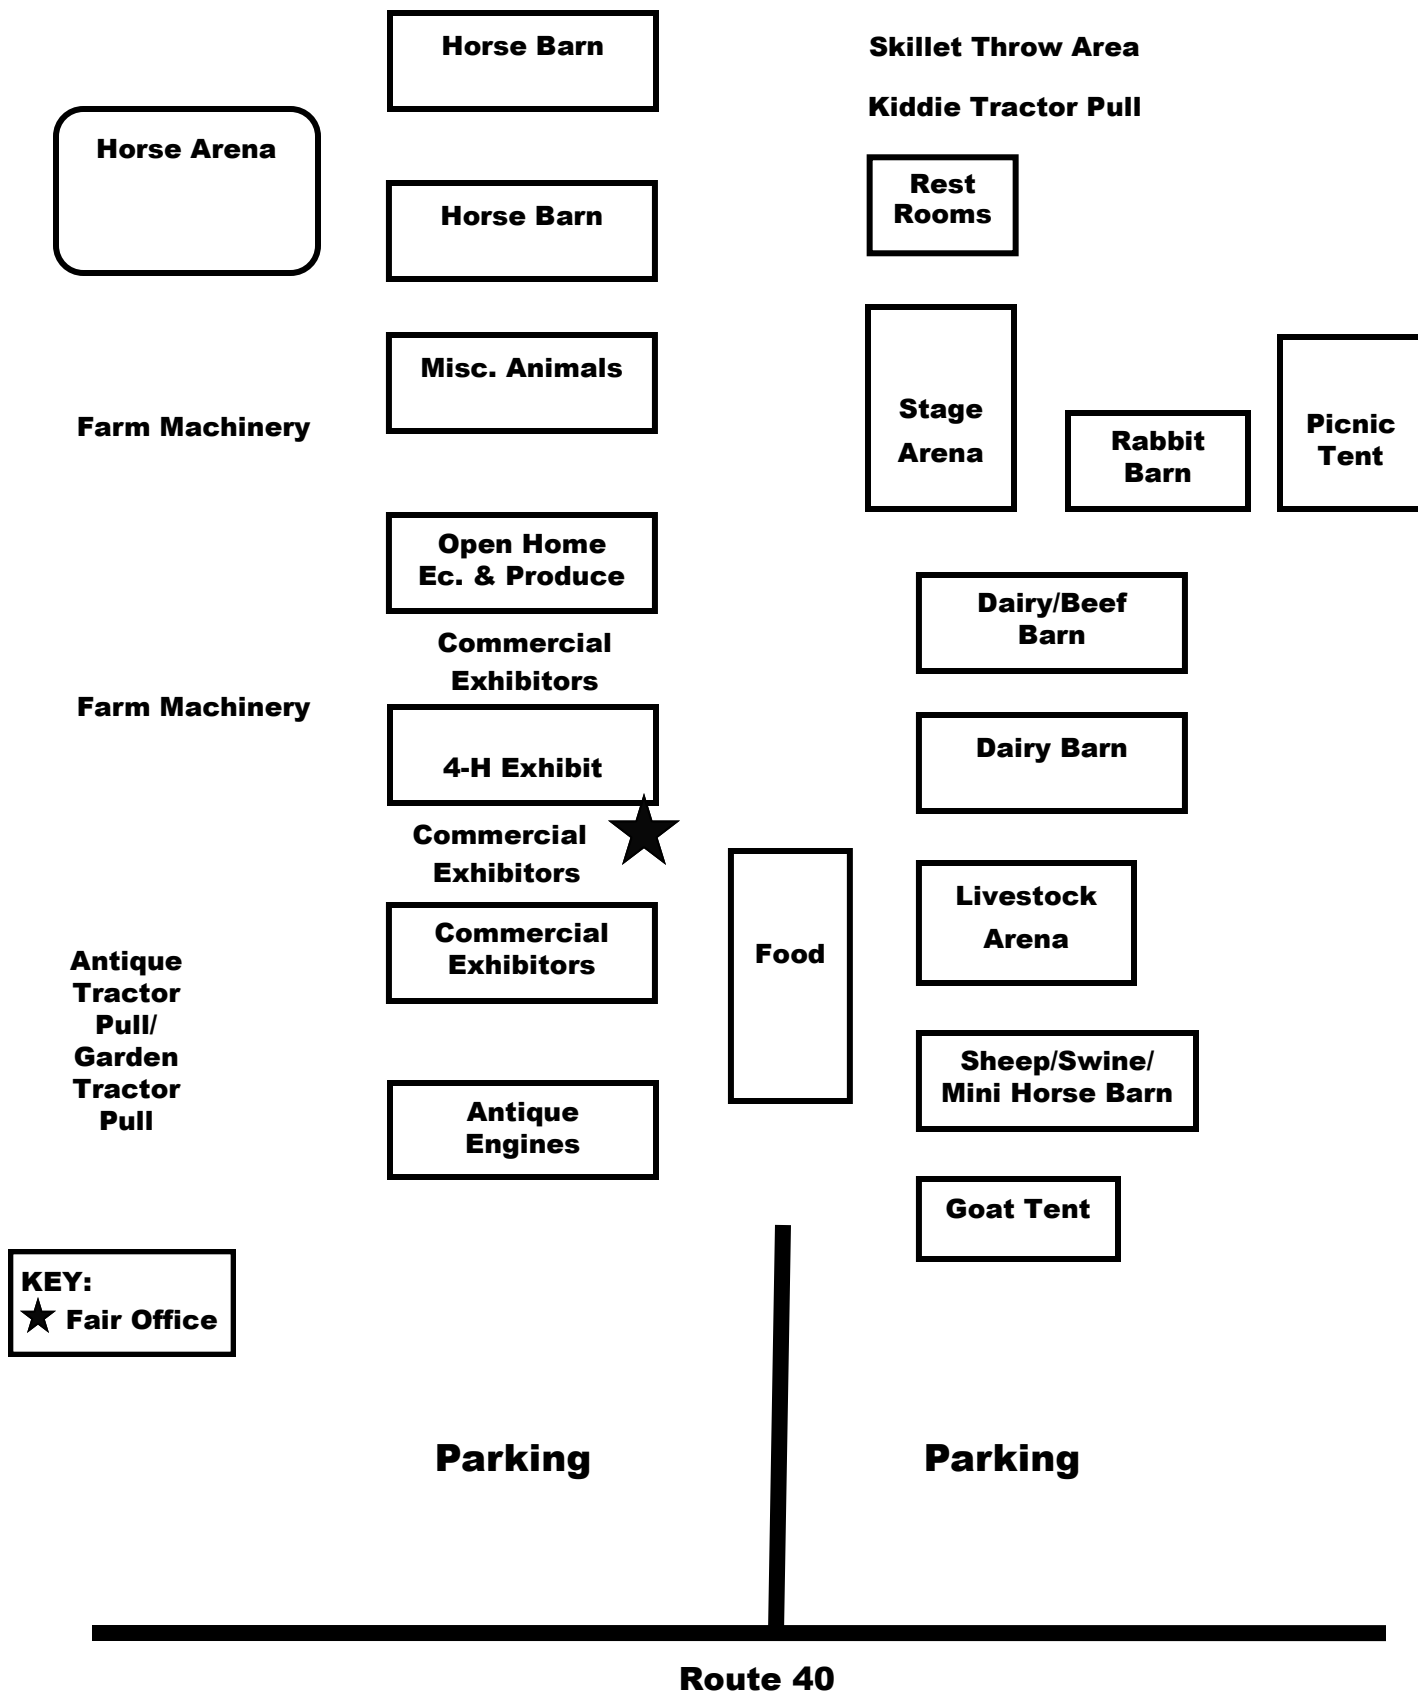 Horse Barn
Skillet Throw Area
Kiddie Tractor Pull
Horse Arena
Rest
Rooms
Horse Barn
Misc. Animals
Farm Machinery
Stage
Arena
Rabbit
Barn
Picnic
Tent
Open Home
Ec. & Produce
Dairy/Beef
Barn
Commercial
Exhibitors
Farm Machinery
4-H Exhibit
Dairy Barn
Commercial
Exhibitors
Livestock
Arena
Commercial
Exhibitors
Food
Antique
Tractor
Pull/
Garden
Tractor
Pull
Sheep/Swine/
Mini Horse Barn
Antique
Engines
Goat Tent
KEY:
Fair Office
Parking
Parking
Route 40